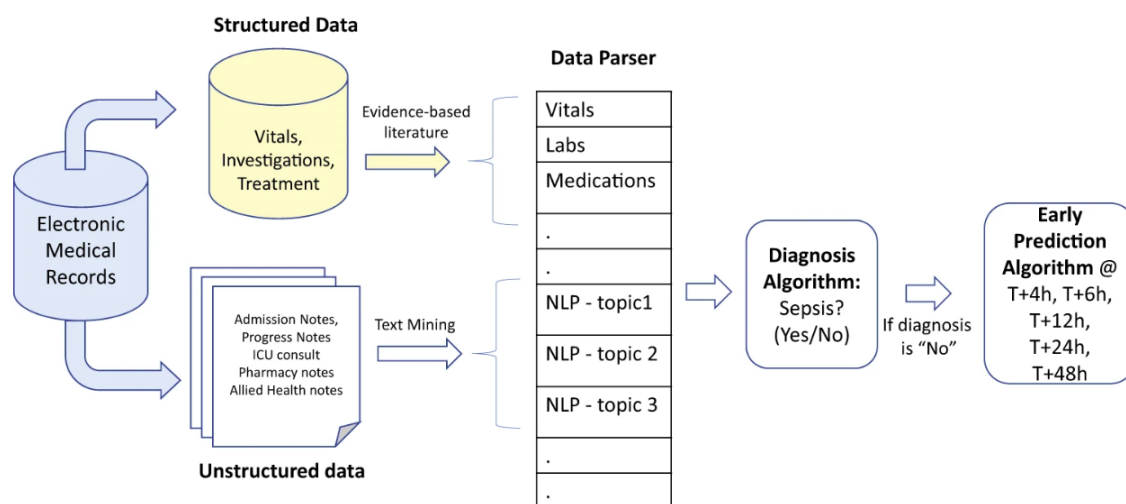 Structured Data
Vitals,
Investigations,
Treatment
Evidence-based
literature
Electronic
Medical
Records
Admission Notes,
Progress Notes
ICU consult
Pharmacy notes
Allied Health notes
Unstructured data
Text Mining
Data Parser
Vitals
Labs
Medications
.
.
NLP - topic1
NLP - topic 2
NLP - topic 3
.
.
Diagnosis
Algorithm:
Sepsis?
(Yes/No)
If diagnosis
is “No”
Early
Prediction
Algorithm @
T+4h, T+6h,
T+12h,
T+24h,
T+48h